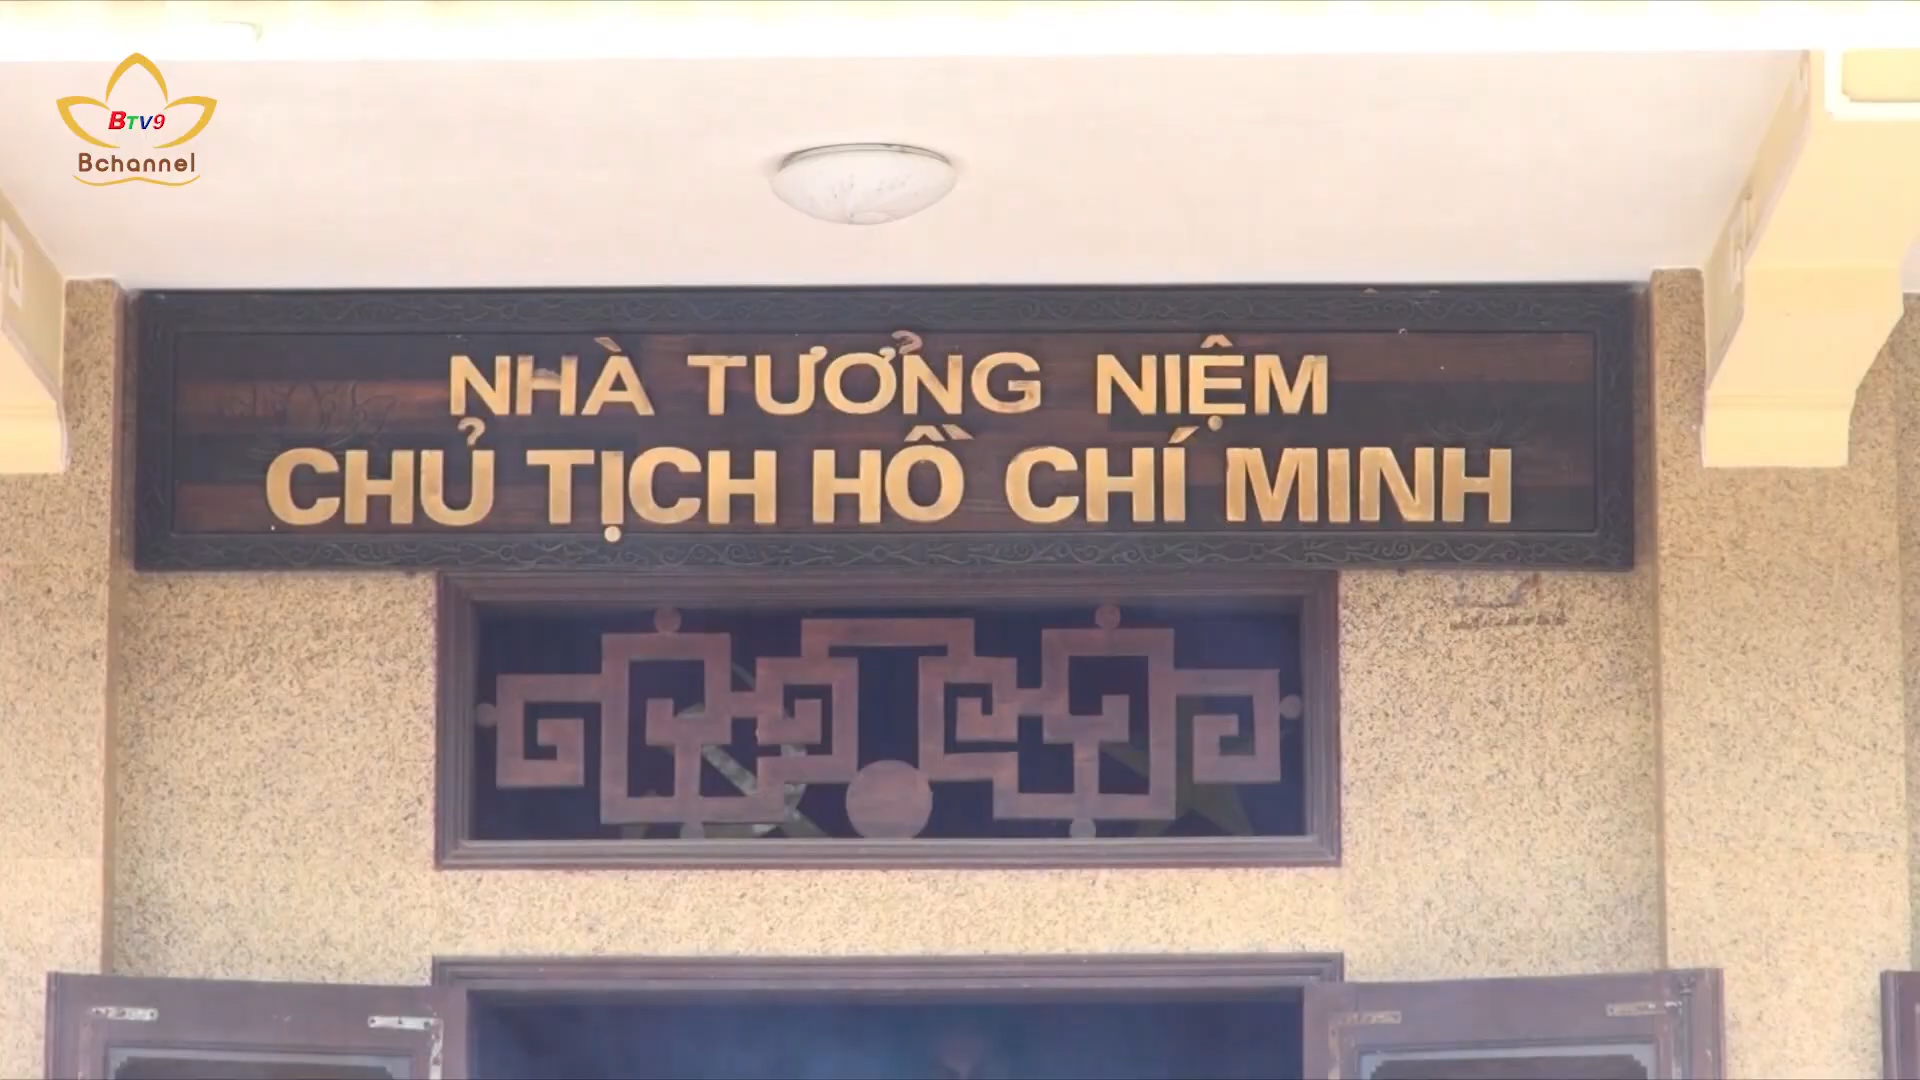 BTV9
Bchannel
NHÀ TƯỞNG NIỆM
CHỦ TỊCH HỒ CHÍ MINH